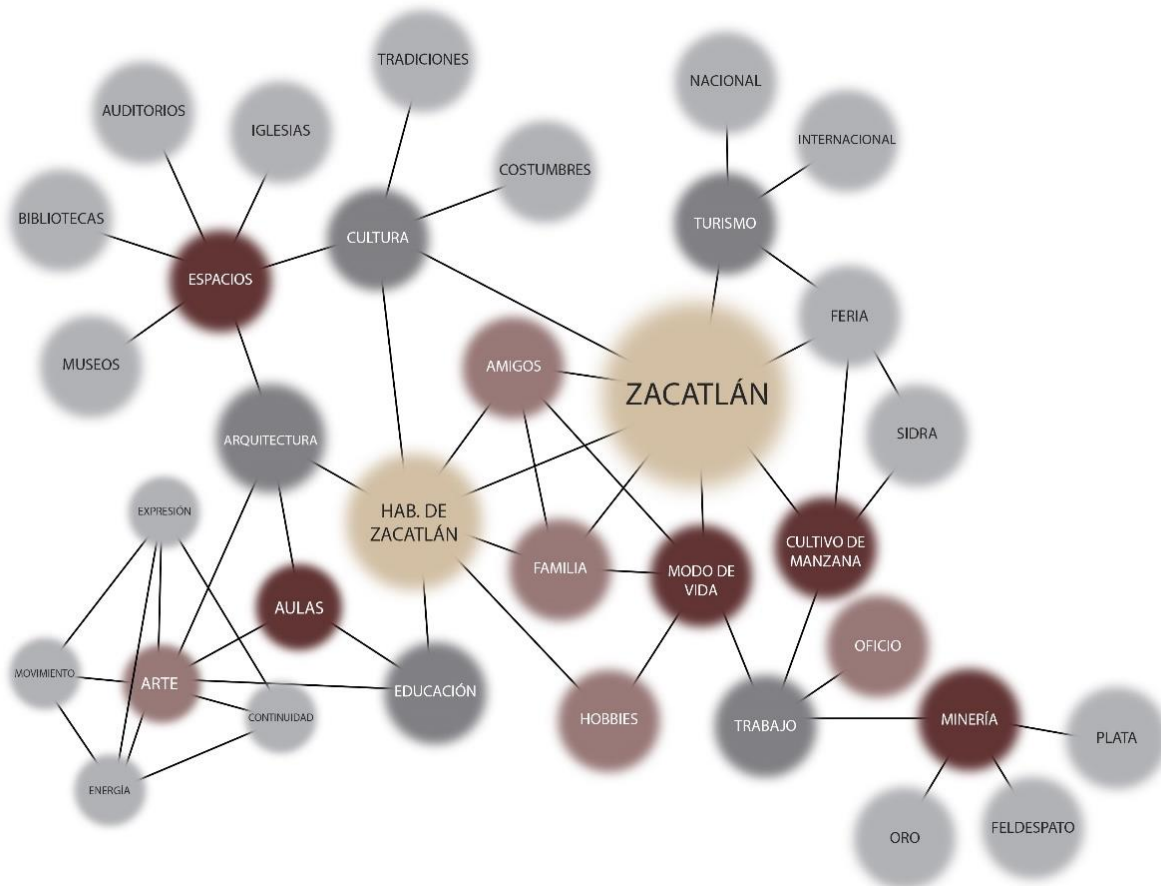 TRADICIONES
NACIONAL
AUDITORIOS
IGLESIAS
INTERNACIONAL
COSTUMBRES
BIBLIOTECAS
CULTURA
TURISMO
ESPACIOS
FERIA
MUSEOS
AMIGOS
ZACATLÁN
ARQUITECTURA
SIDRA
EXPRESIÓN
HAB. DE
ZACATLÁN
CULTIVO DE
MANZANA
FAMILIA
MODO DE
VIDA
AULAS
OFICIO
MOVIMIENTO
ARTE
EDUCACIÓN
CONTINUIDAD
HOBBIES
TRABAJO
MINERÍA
PLATA
ENERGÍA
ORO
FELDESPATO